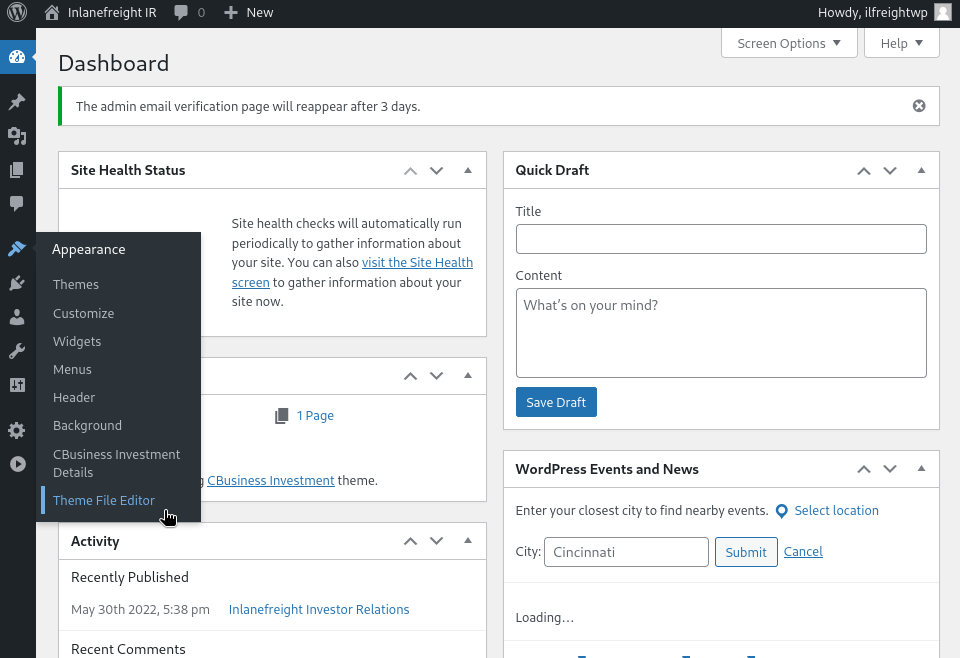 Inlanefreight IR 0 New Howdy, ilfreightwp
Screen Options Help
Dashboard
The admin email verification page will reappear after 3 days.
Site Health Status
Site health checks will automatically run
periodically to gather information about
your site. You can also visit the Site Health
screen to gather information about your
site now.
Appearance
Themes
Customize
Widgets
Menus
Header
Background
CBusiness Investment
Details
Theme File Editor
1 Page
CBusiness Investment theme.
Activity
Recently Published
May 30th 2022, 5:38 pm Inlanefreight Investor Relations
Recent Comments
Quick Draft
Title
Content
What’s on your mind?
Save Draft
WordPress Events and News
Enter your closest city to find nearby events. Select location
City: Cincinnati Submit Cancel
Loading…